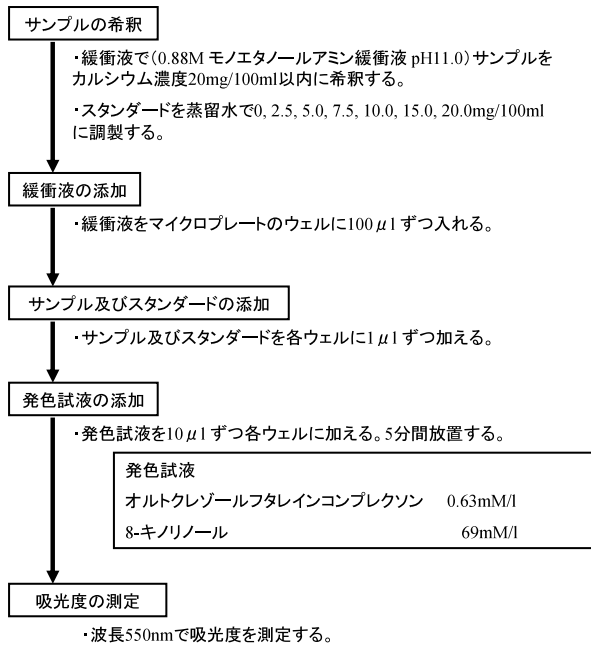 サンプルの希釈
・緩衝液で(0.88M モノエタノールアミン緩衝液 pH11.0)サンプルを
カルシウム濃度20mg/100ml以内に希釈する。
・スタンダードを蒸留水で0, 2.5, 5.0, 7.5, 10.0, 15.0, 20.0mg/100ml
に調製する。
緩衝液の添加
・緩衝液をマイクロプレートのウェルに100μlずつ入れる。
サンプル及びスタンダードの添加
・サンプル及びスタンダードを各ウェルに1μlずつ加える。
発色試液の添加
・発色試液を10μlずつ各ウェルに加える。5分間放置する。
発色試液
オルトクレゾールフタレインコンプレクソン 0.63mM/l
8-キノリノール 69mM/l
吸光度の測定
・波長550nmで吸光度を測定する。